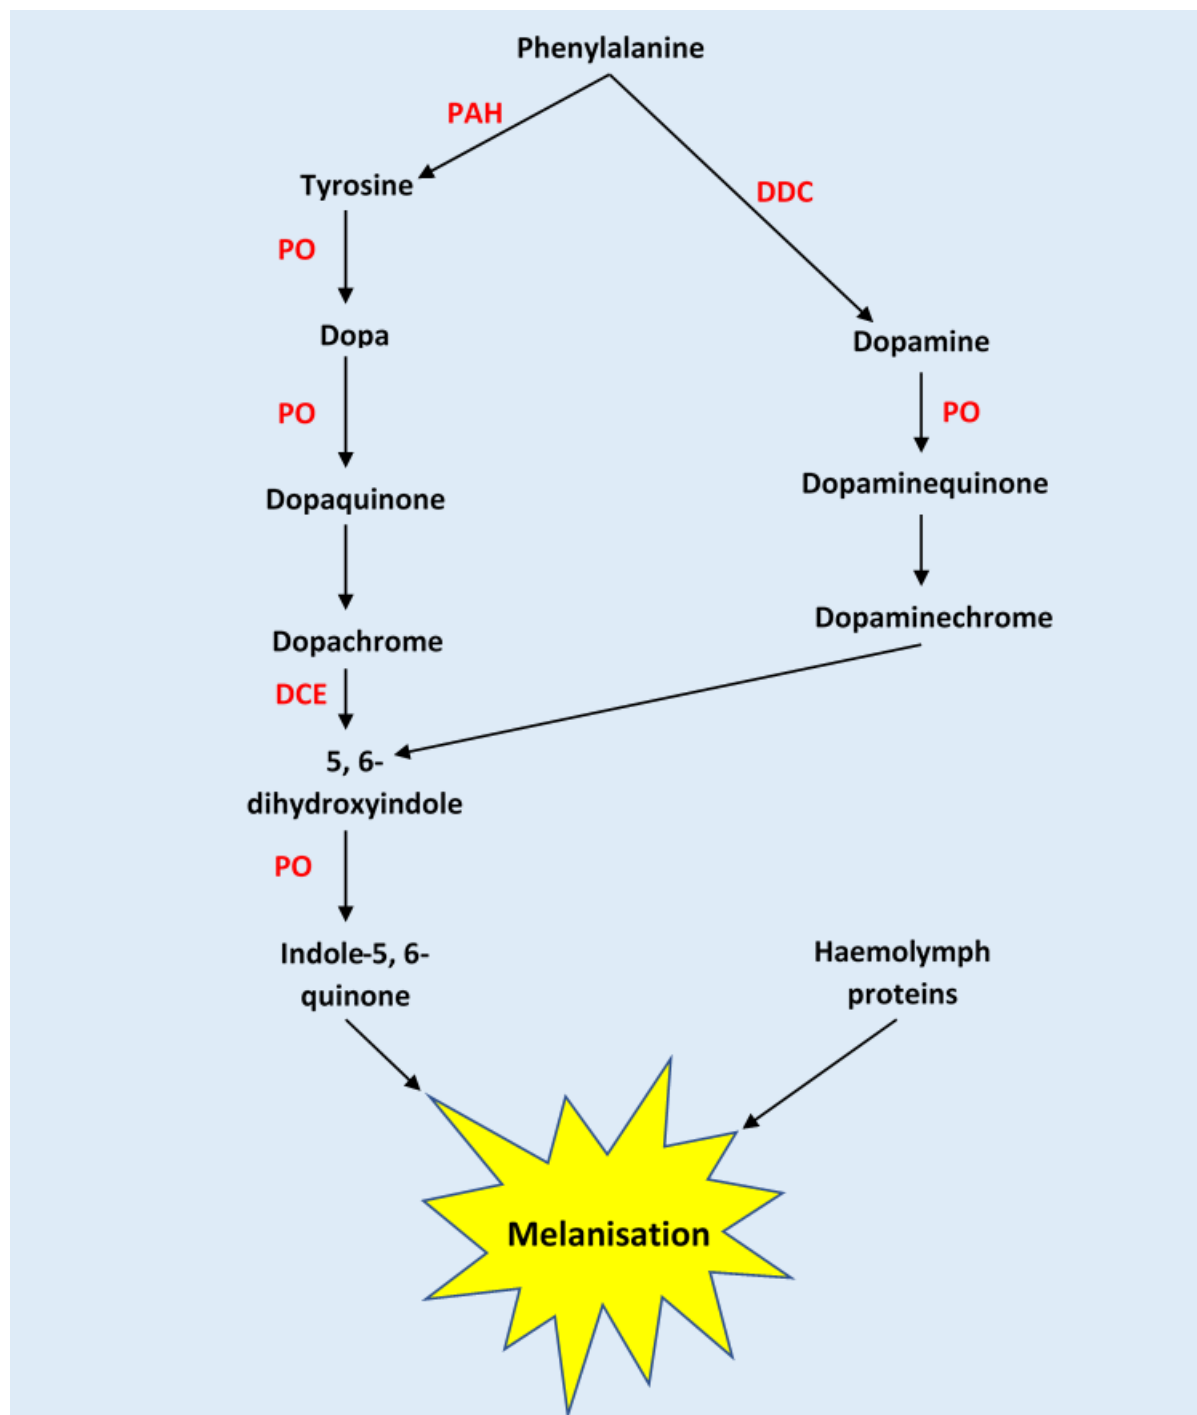 Phenylalanine
PAH
Tyrosine
DDC
PO
Dopa
Dopamine
PO
PO
Dopaquinone
Dopaminequinone
Dopachrome
Dopaminechrome
DCE
5, 6-
dihydroxyindole
PO
Indole-5, 6-
quinone
Haemolymph
proteins
Melanisation